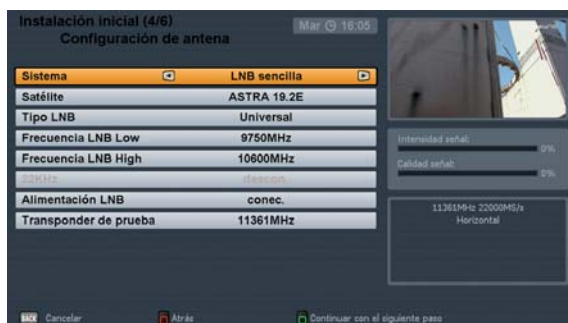 Instalación inicial (4/6)
Configuración de antena
Mar 16:05
Sistema LNB sencilla
Satélite ASTRA 19.2E
Tipo LNB Universal
Frecuencia LNB Low 9750MHz
Frecuencia LNB High 10600MHz
22KHz descon.
Alimentación LNB conec.
Transponder de prueba 11361MHz
Intensidad señal:
0%
Calidad señal:
0%
11361MHz 22000MS/s
Horizontal
BACK Cancelar
Atrás
Continuar con el siguiente paso